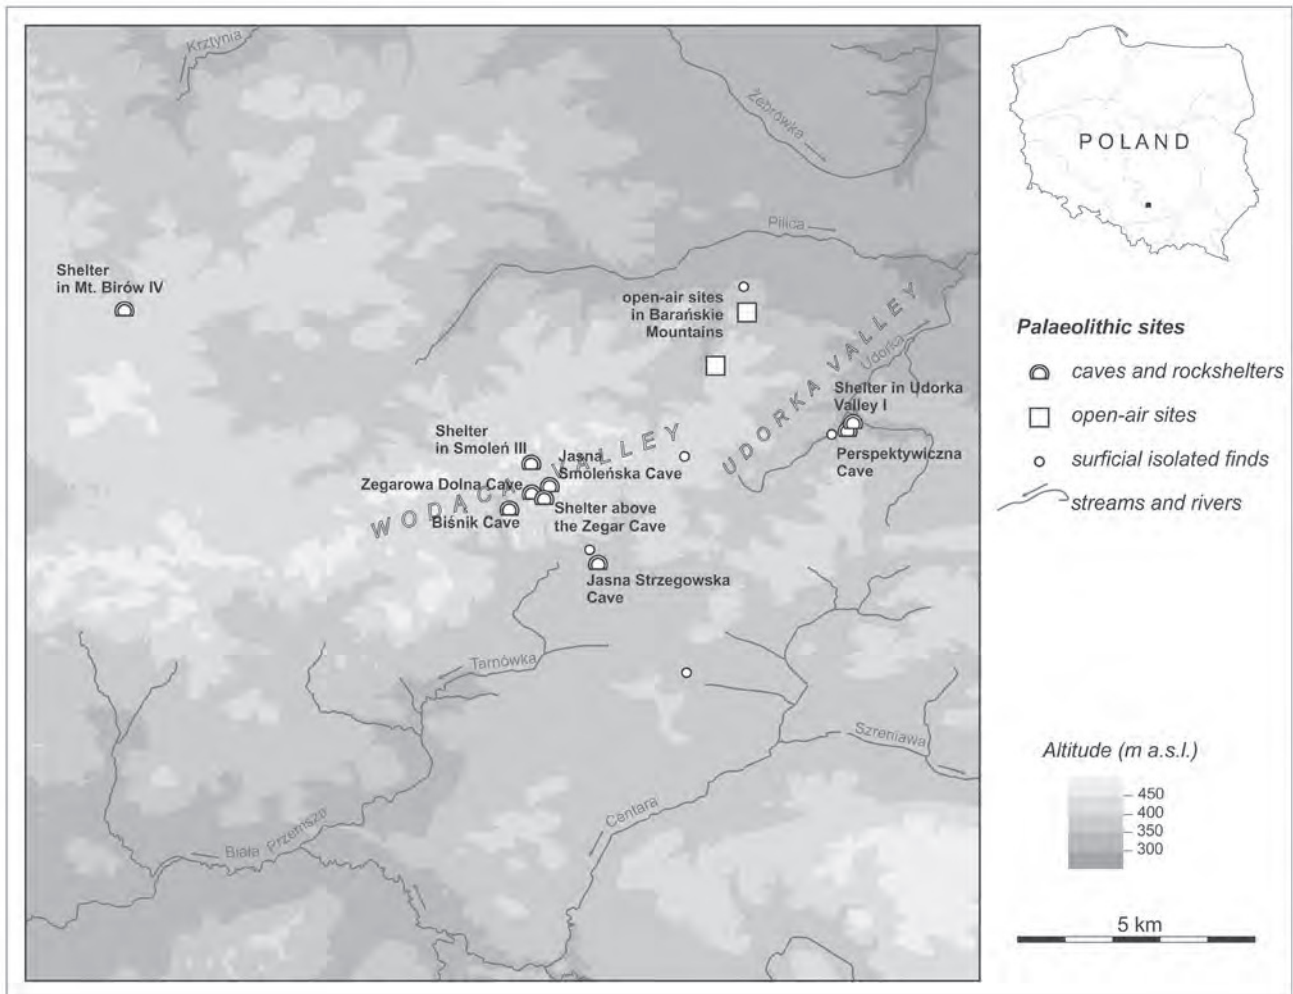 Krztynia
Żebrówka
Pilica
Shelter
in Mt. Birów IV
open-air sites
in Barańskie
Mountains
UDORKA VALLEY
Udorka
Shelter in Udorka
Valley I
Perspektywiczna
Cave
Shelter
in Smoleń III
Jasna
Smoleńska Cave
WODĄCA VALLEY
Zegarowa Dolna Cave
Biśnik Cave
Shelter above
the Zegar Cave
Jasna Strzegowska
Cave
Tarnówka
Szreniawa
Centara
Biała Przemsza
POLAND
Palaeolithic sites
caves and rockshelters
open-air sites
surficial isolated finds
streams and rivers
Altitude (m a.s.l.)
450
400
350
300
5 km